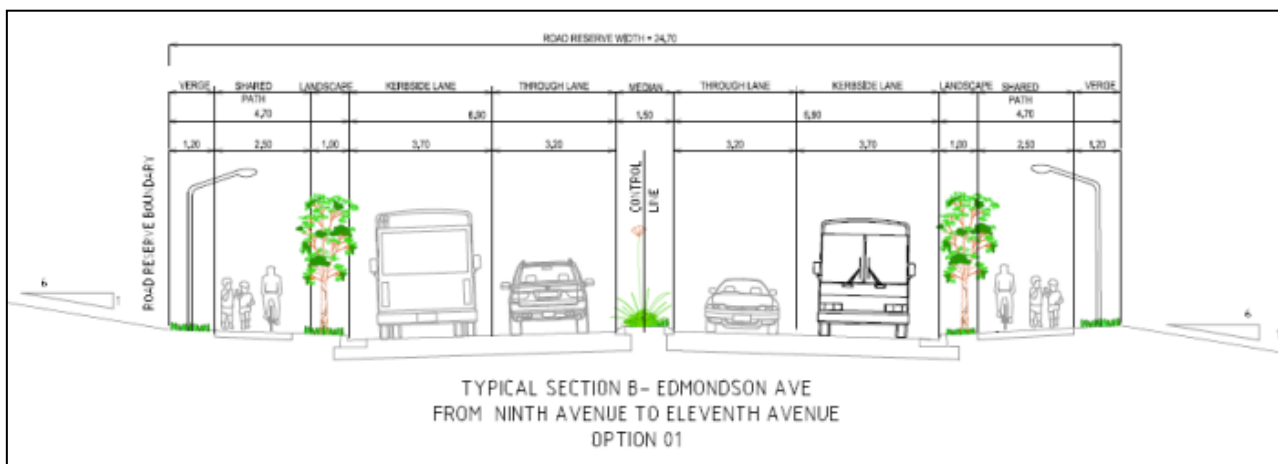 ROAD RESERVE WIDTH = 24,70
VERGE SHARED LANDSCAPE KERBSIDE LANE THROUGH LANE MEDIAN THROUGH LANE KERBSIDE LANE LANDSCAPE SHARED VERGE
PATH PATH
4,70 6,90 1,50 6,90 4,70
1,20 2,50 1,00 3,70 3,20 3,20 3,70 1,00 2,50 1,20
ROAD RESERVE BOUNDARY
CONTROL
LINE
6
1
6
TYPICAL SECTION B- EDMONDSON AVE
FROM NINTH AVENUE TO ELEVENTH AVENUE
OPTION 01